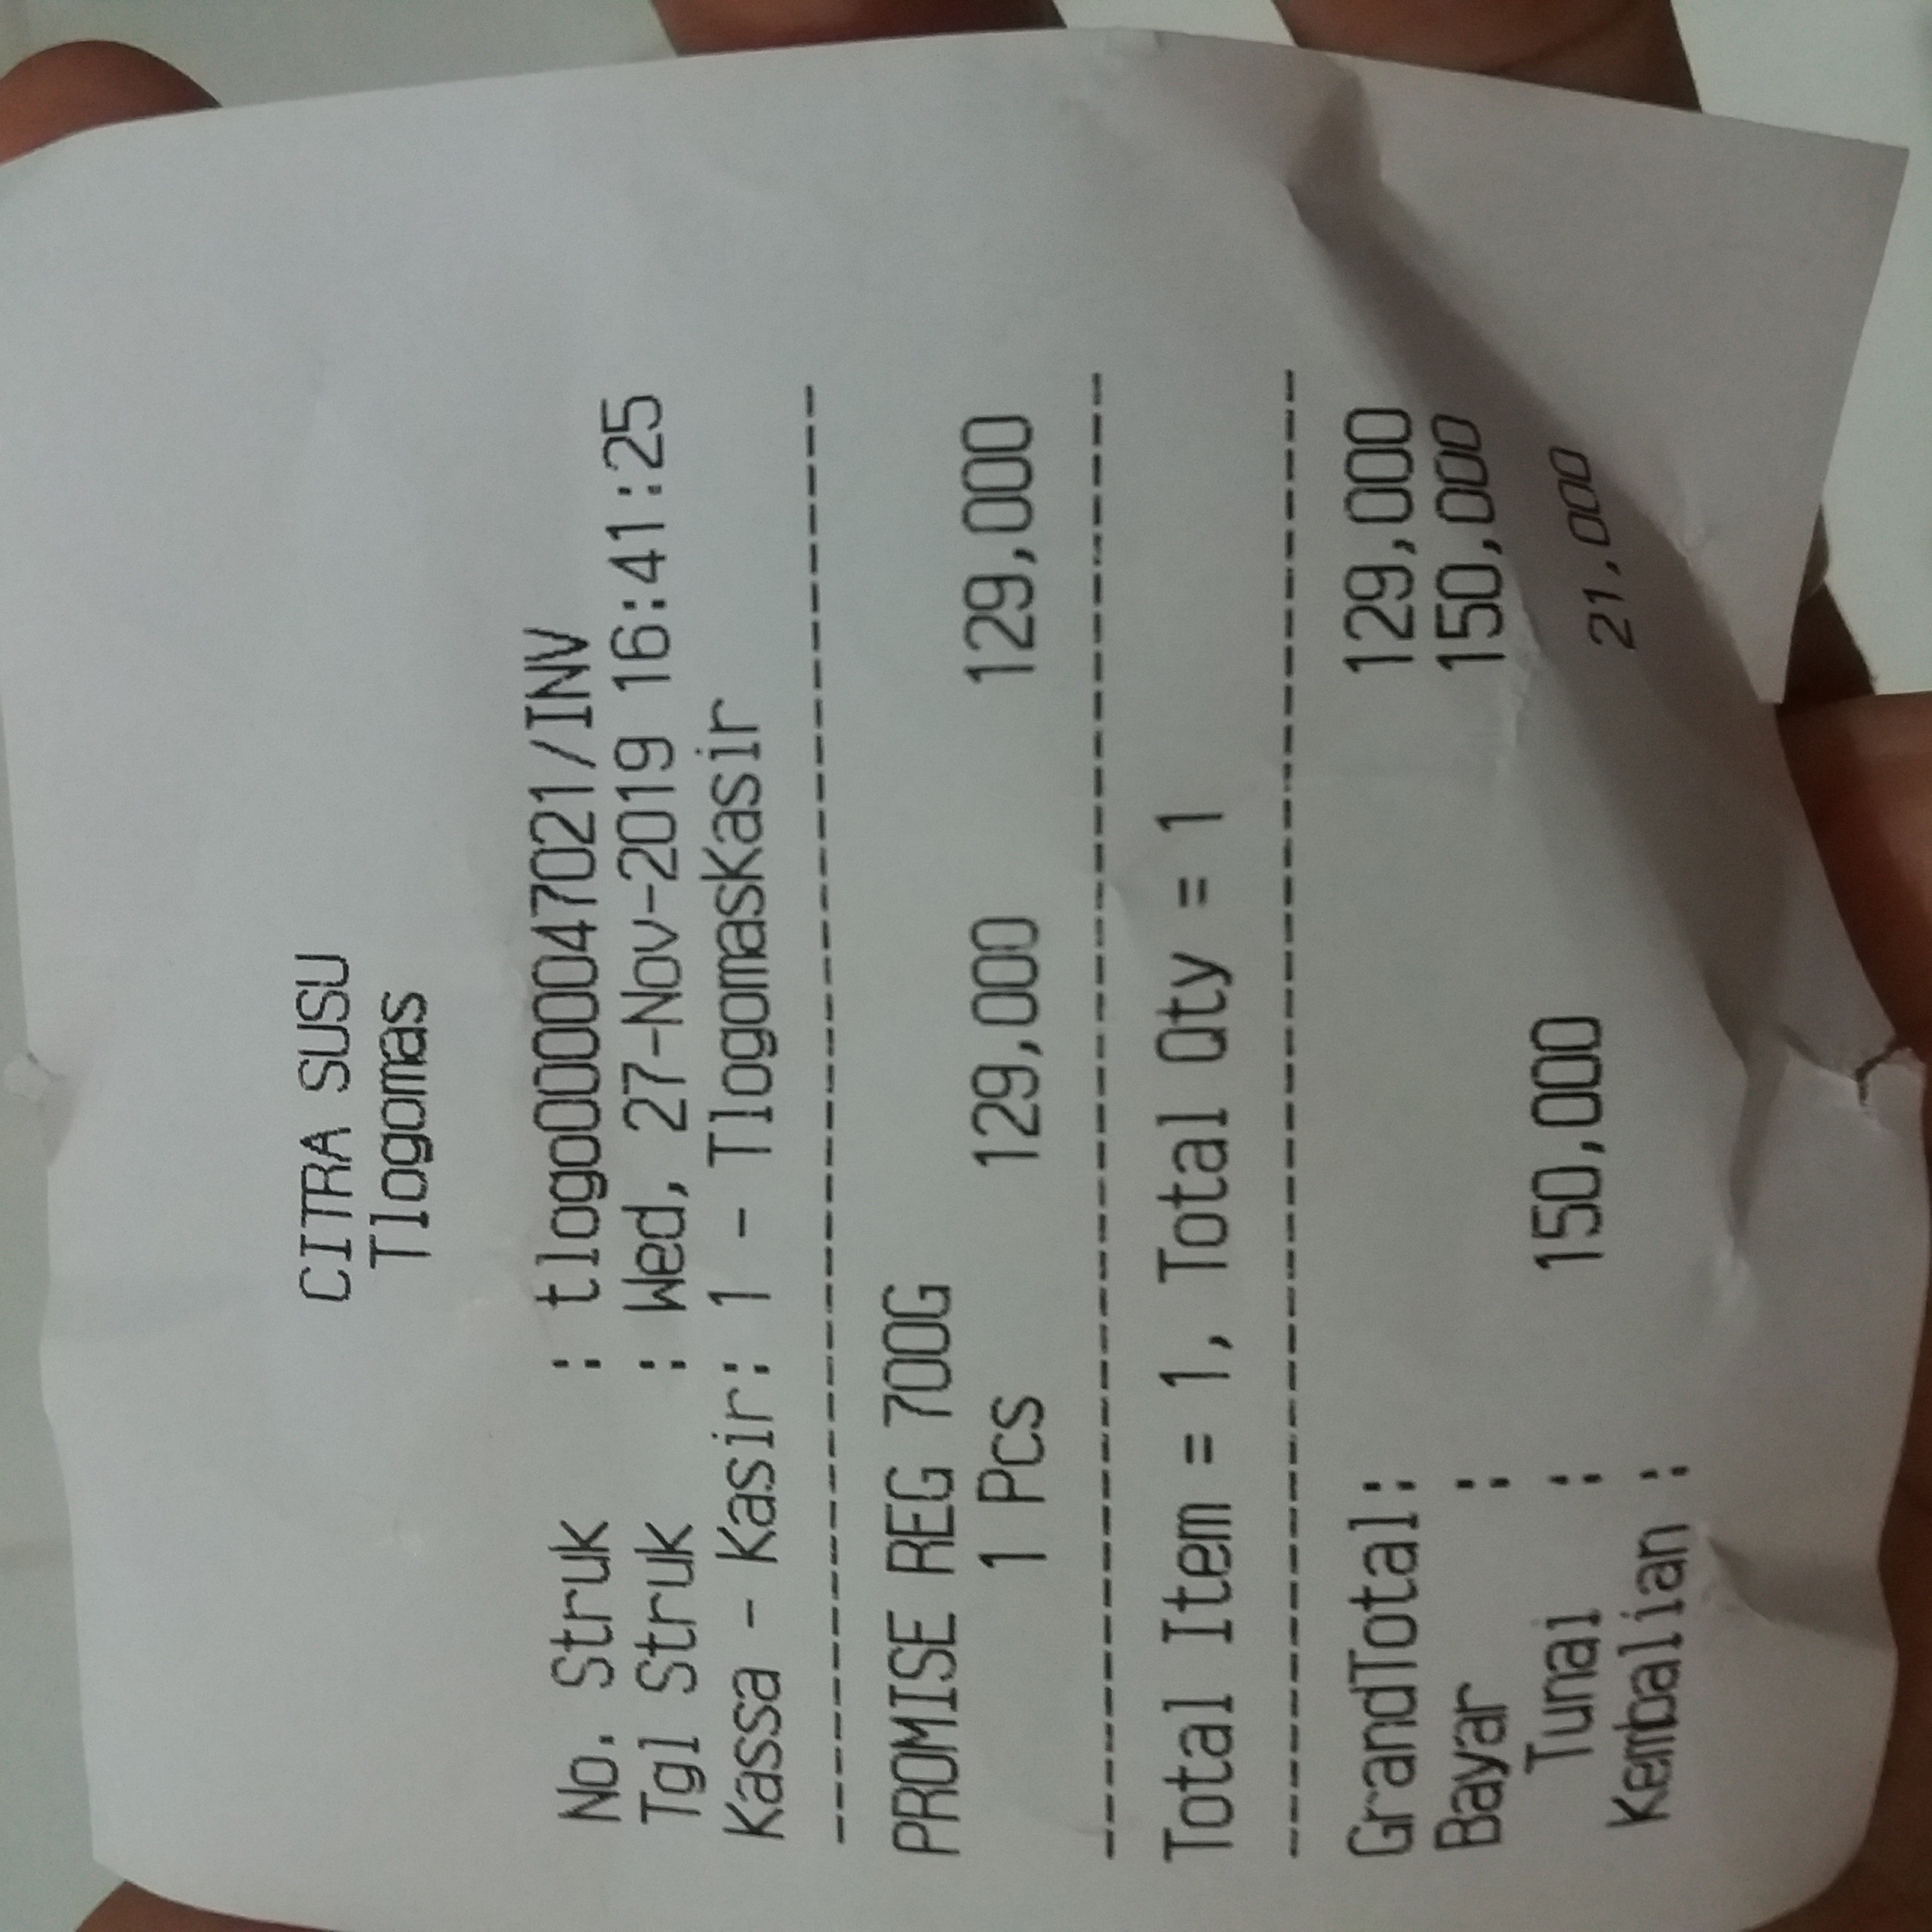 CITRA SUSU
Tlogomas
No. Struk : tlogo0000047021/INV
Tgl Struk : Wed, 27-Nov-2019 16:41:25
Kassa - Kasir: 1 - TlogomasKasir
PROMISE REG 700G
1 Pcs 129,000 129,000
Total Item = 1, Total Qty = 1
GrandTotal: 129,000
Bayar : 150,000
Tunai : 150,000
Kembalian : 21,000